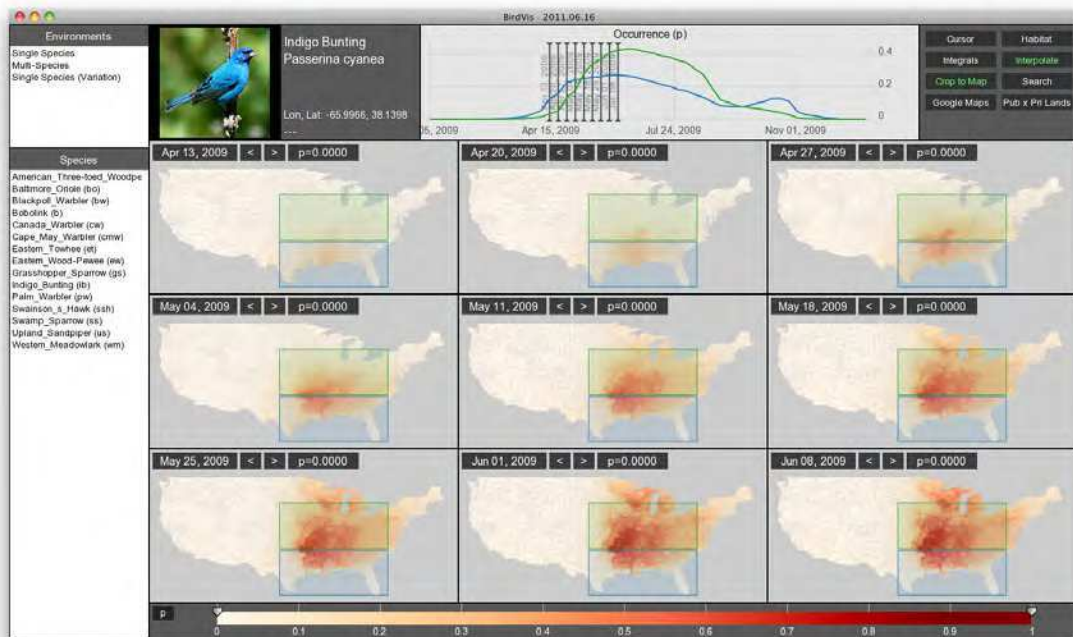 BirdVis - 2011.06.16
Environments
Single Species
Multi-Species
Single Species (Variation)
Indigo Bunting
Passerina cyanea
Lon, Lat: -65.9966, 38.1398
---
Occurrence (p)
0.4
0.2
0
05, 2009
Apr 15, 2009
Jul 24, 2009
Nov 01, 2009
Cursor
Habitat
Integrals
Interpolate
Crop to Map
Search
Google Maps
Pub x Pri Lands
Species
American_Three-toed_Woodpe
Baltimore_Oriole (bo)
Blackpoll_Warbler (bw)
Bobolink (b)
Canada_Warbler (cw)
Cape_May_Warbler (cmw)
Eastern_Towhee (et)
Eastern_Wood-Pewee (ew)
Grasshopper_Sparrow (gs)
Indigo_Bunting (ib)
Palm_Warbler (pw)
Swainson_s_Hawk (ssh)
Swamp_Sparrow (ss)
Upland_Sandpiper (us)
Western_Meadowlark (wm)
Apr 13, 2009 < > p=0.0000
Apr 20, 2009 < > p=0.0000
Apr 27, 2009 < > p=0.0000
May 04, 2009 < > p=0.0000
May 11, 2009 < > p=0.0000
May 18, 2009 < > p=0.0000
May 25, 2009 < > p=0.0000
Jun 01, 2009 < > p=0.0000
Jun 08, 2009 < > p=0.0000
p
0 0.1 0.2 0.3 0.4 0.5 0.6 0.7 0.8 0.9 1